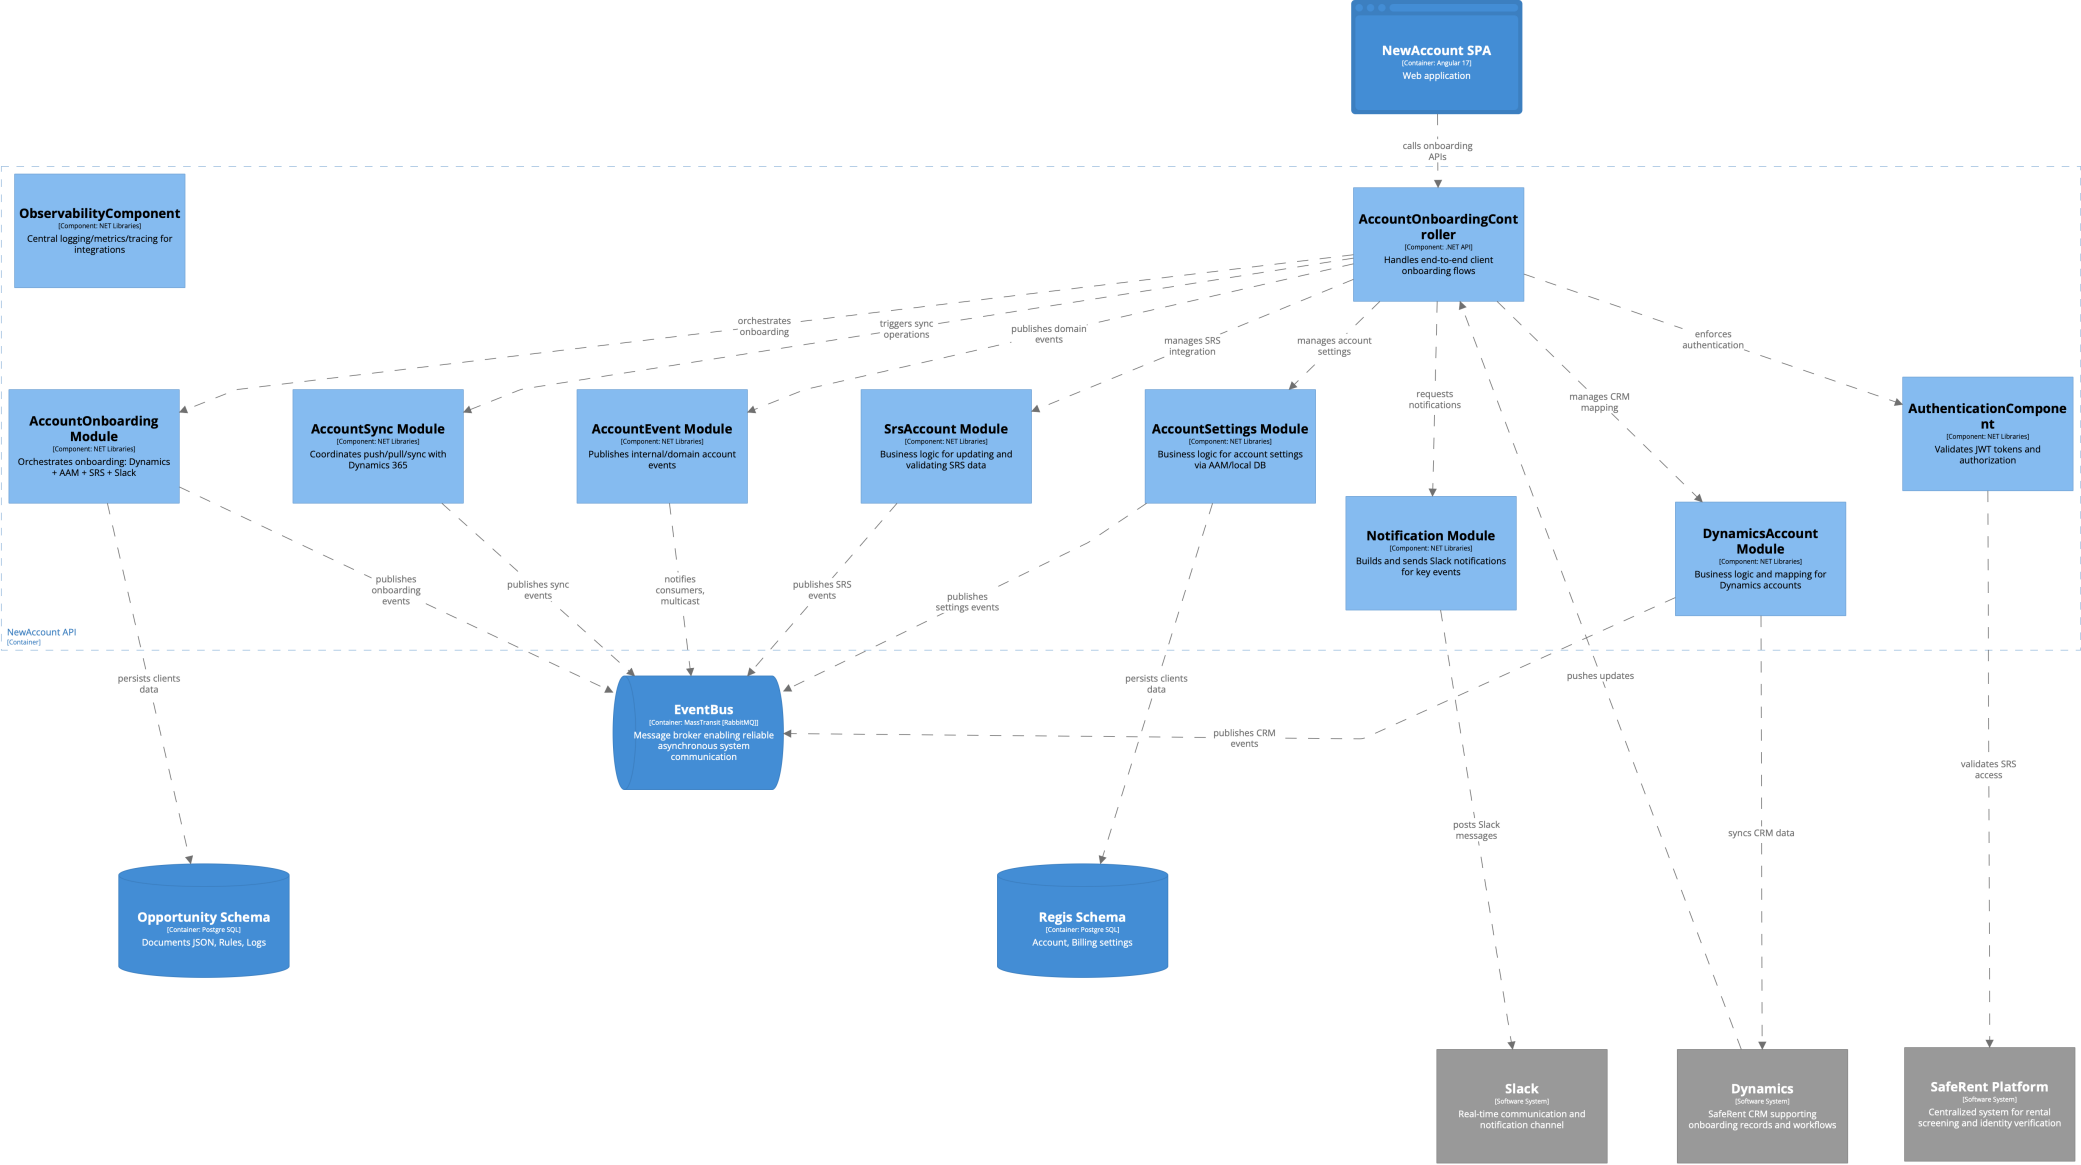 NewAccount SPA
[Container: Angular 17]
Web application
calls onboarding
APIs
ObservabilityComponent
[Component: NET Libraries]
Central logging/metrics/tracing for
integrations
AccountOnboardingCont
roller
[Component: .NET API]
Handles end-to-end client
onboarding flows
orchestrates
onboarding
triggers sync
operations
publishes domain
events
manages SRS
integration
manages account
settings
requests
notifications
manages CRM
mapping
enforces
authentication
AccountOnboarding
Module
[Component: NET Libraries]
Orchestrates onboarding: Dynamics
+ AAM + SRS + Slack
AccountSync Module
[Component: NET Libraries]
Coordinates push/pull/sync with
Dynamics 365
AccountEvent Module
[Component: NET Libraries]
Publishes internal/domain account
events
SrsAccount Module
[Component: NET Libraries]
Business logic for updating and
validating SRS data
AccountSettings Module
[Component: NET Libraries]
Business logic for account settings
via AAM/local DB
Notification Module
[Component: NET Libraries]
Builds and sends Slack notifications
for key events
DynamicsAccount
Module
[Component: NET Libraries]
Business logic and mapping for
Dynamics accounts
AuthenticationCompone
nt
[Component: NET Libraries]
Validates JWT tokens and
authorization
publishes
onboarding
events
publishes sync
events
notifies
consumers,
multicast
publishes SRS
events
publishes
settings events
NewAccount API
[Container]
persists clients
data
EventBus
[Container: MassTransit [RabbitMQ]]
Message broker enabling reliable
asynchronous system
communication
persists clients
data
publishes CRM
events
pushes updates
validates SRS
access
posts Slack
messages
syncs CRM data
Opportunity Schema
[Container: Postgre SQL]
Documents JSON, Rules, Logs
Regis Schema
[Container: Postgre SQL]
Account, Billing settings
Slack
[Software System]
Real-time communication and
notification channel
Dynamics
[Software System]
SafeRent CRM supporting
onboarding records and workflows
SafeRent Platform
[Software System]
Centralized system for rental
screening and identity verification